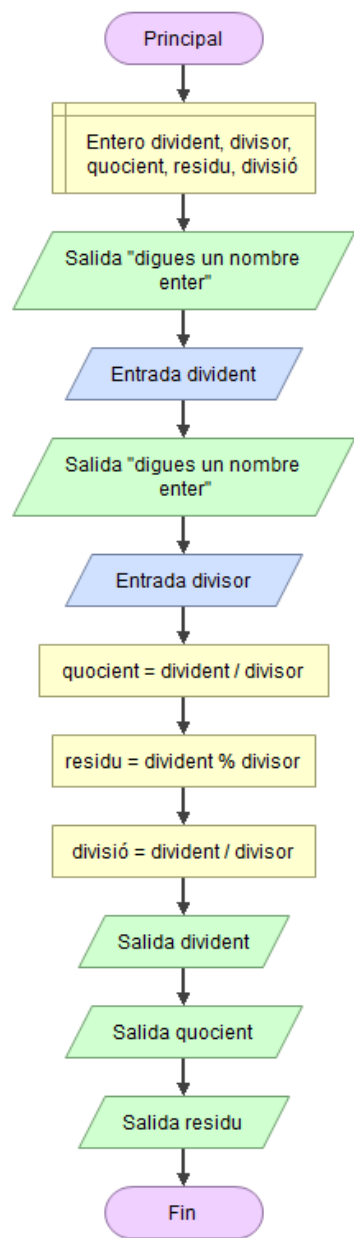 Principal
Entero divident, divisor,
quocient, residu, divisió
Salida "digues un nombre
enter"
Entrada divident
Salida "digues un nombre
enter"
Entrada divisor
quocient = divident / divisor
residu = divident % divisor
divisió = divident / divisor
Salida divident
Salida quocient
Salida residu
Fin